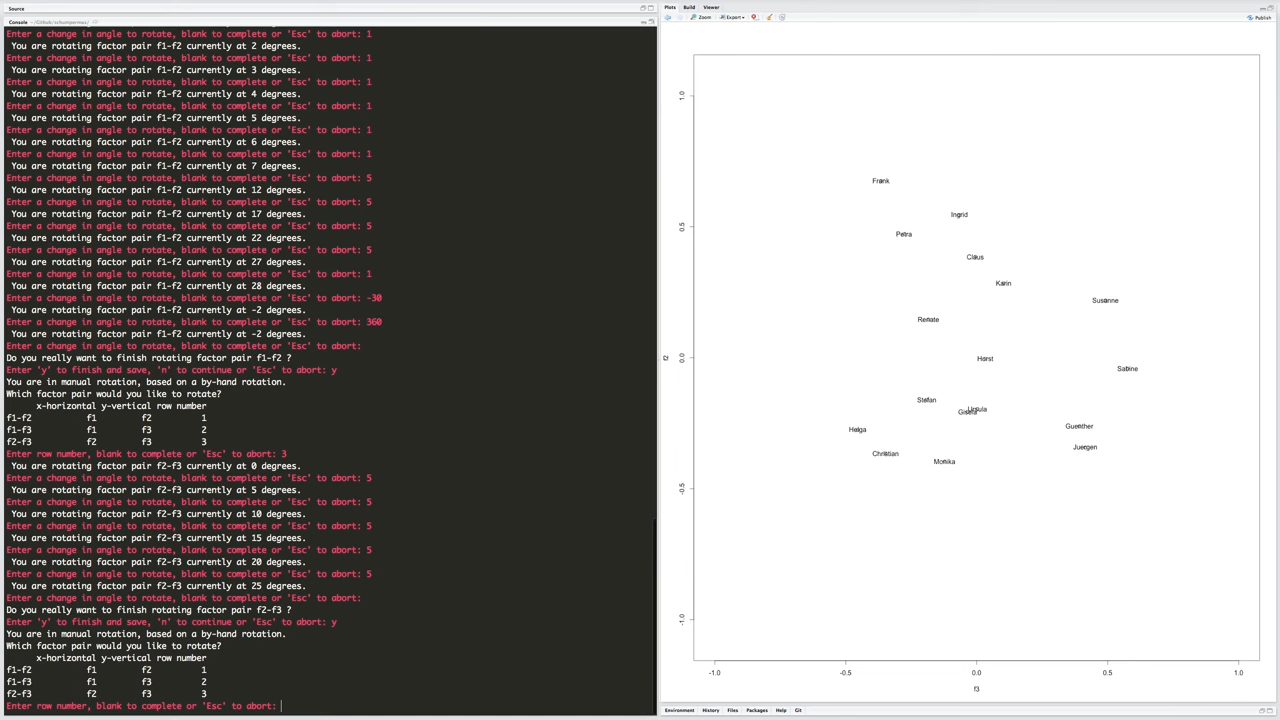 Source
Console ~/Github/schumpermas/
Enter a change in angle to rotate, blank to complete or 'Esc' to abort: 1
You are rotating factor pair f1-f2 currently at 2 degrees.
Enter a change in angle to rotate, blank to complete or 'Esc' to abort: 1
You are rotating factor pair f1-f2 currently at 3 degrees.
Enter a change in angle to rotate, blank to complete or 'Esc' to abort: 1
You are rotating factor pair f1-f2 currently at 4 degrees.
Enter a change in angle to rotate, blank to complete or 'Esc' to abort: 1
You are rotating factor pair f1-f2 currently at 5 degrees.
Enter a change in angle to rotate, blank to complete or 'Esc' to abort: 1
You are rotating factor pair f1-f2 currently at 6 degrees.
Enter a change in angle to rotate, blank to complete or 'Esc' to abort: 1
You are rotating factor pair f1-f2 currently at 7 degrees.
Enter a change in angle to rotate, blank to complete or 'Esc' to abort: 5
You are rotating factor pair f1-f2 currently at 12 degrees.
Enter a change in angle to rotate, blank to complete or 'Esc' to abort: 5
You are rotating factor pair f1-f2 currently at 17 degrees.
Enter a change in angle to rotate, blank to complete or 'Esc' to abort: 5
You are rotating factor pair f1-f2 currently at 22 degrees.
Enter a change in angle to rotate, blank to complete or 'Esc' to abort: 5
You are rotating factor pair f1-f2 currently at 27 degrees.
Enter a change in angle to rotate, blank to complete or 'Esc' to abort: 1
You are rotating factor pair f1-f2 currently at 28 degrees.
Enter a change in angle to rotate, blank to complete or 'Esc' to abort: -30
You are rotating factor pair f1-f2 currently at -2 degrees.
Enter a change in angle to rotate, blank to complete or 'Esc' to abort: 360
You are rotating factor pair f1-f2 currently at -2 degrees.
Enter a change in angle to rotate, blank to complete or 'Esc' to abort:
Do you really want to finish rotating factor pair f1-f2 ?
Enter 'y' to finish and save, 'n' to continue or 'Esc' to abort: y
You are in manual rotation, based on a by-hand rotation.
Which factor pair would you like to rotate?
x-horizontal y-vertical row number
f1-f2 f1 f2 1
f1-f3 f1 f3 2
f2-f3 f2 f3 3
Enter row number, blank to complete or 'Esc' to abort: 3
You are rotating factor pair f2-f3 currently at 0 degrees.
Enter a change in angle to rotate, blank to complete or 'Esc' to abort: 5
You are rotating factor pair f2-f3 currently at 5 degrees.
Enter a change in angle to rotate, blank to complete or 'Esc' to abort: 5
You are rotating factor pair f2-f3 currently at 10 degrees.
Enter a change in angle to rotate, blank to complete or 'Esc' to abort: 5
You are rotating factor pair f2-f3 currently at 15 degrees.
Enter a change in angle to rotate, blank to complete or 'Esc' to abort: 5
You are rotating factor pair f2-f3 currently at 20 degrees.
Enter a change in angle to rotate, blank to complete or 'Esc' to abort: 5
You are rotating factor pair f2-f3 currently at 25 degrees.
Enter a change in angle to rotate, blank to complete or 'Esc' to abort:
Do you really want to finish rotating factor pair f2-f3 ?
Enter 'y' to finish and save, 'n' to continue or 'Esc' to abort: y
You are in manual rotation, based on a by-hand rotation.
Which factor pair would you like to rotate?
x-horizontal y-vertical row number
f1-f2 f1 f2 1
f1-f3 f1 f3 2
f2-f3 f2 f3 3
Enter row number, blank to complete or 'Esc' to abort:
Plots Build Viewer
Zoom Export Publish
1.0
Frank
Ingrid
0.5
Petra
Claus
Karin
Susanne
Renate
f2
0.0
Horst
Sabine
Stefan
Ursula
Gisela
Guenther
Helga
Juergen
Christian
Monika
-0.5
-1.0
-1.0 -0.5 0.0 0.5 1.0
f3
Environment History Files Packages Help Git